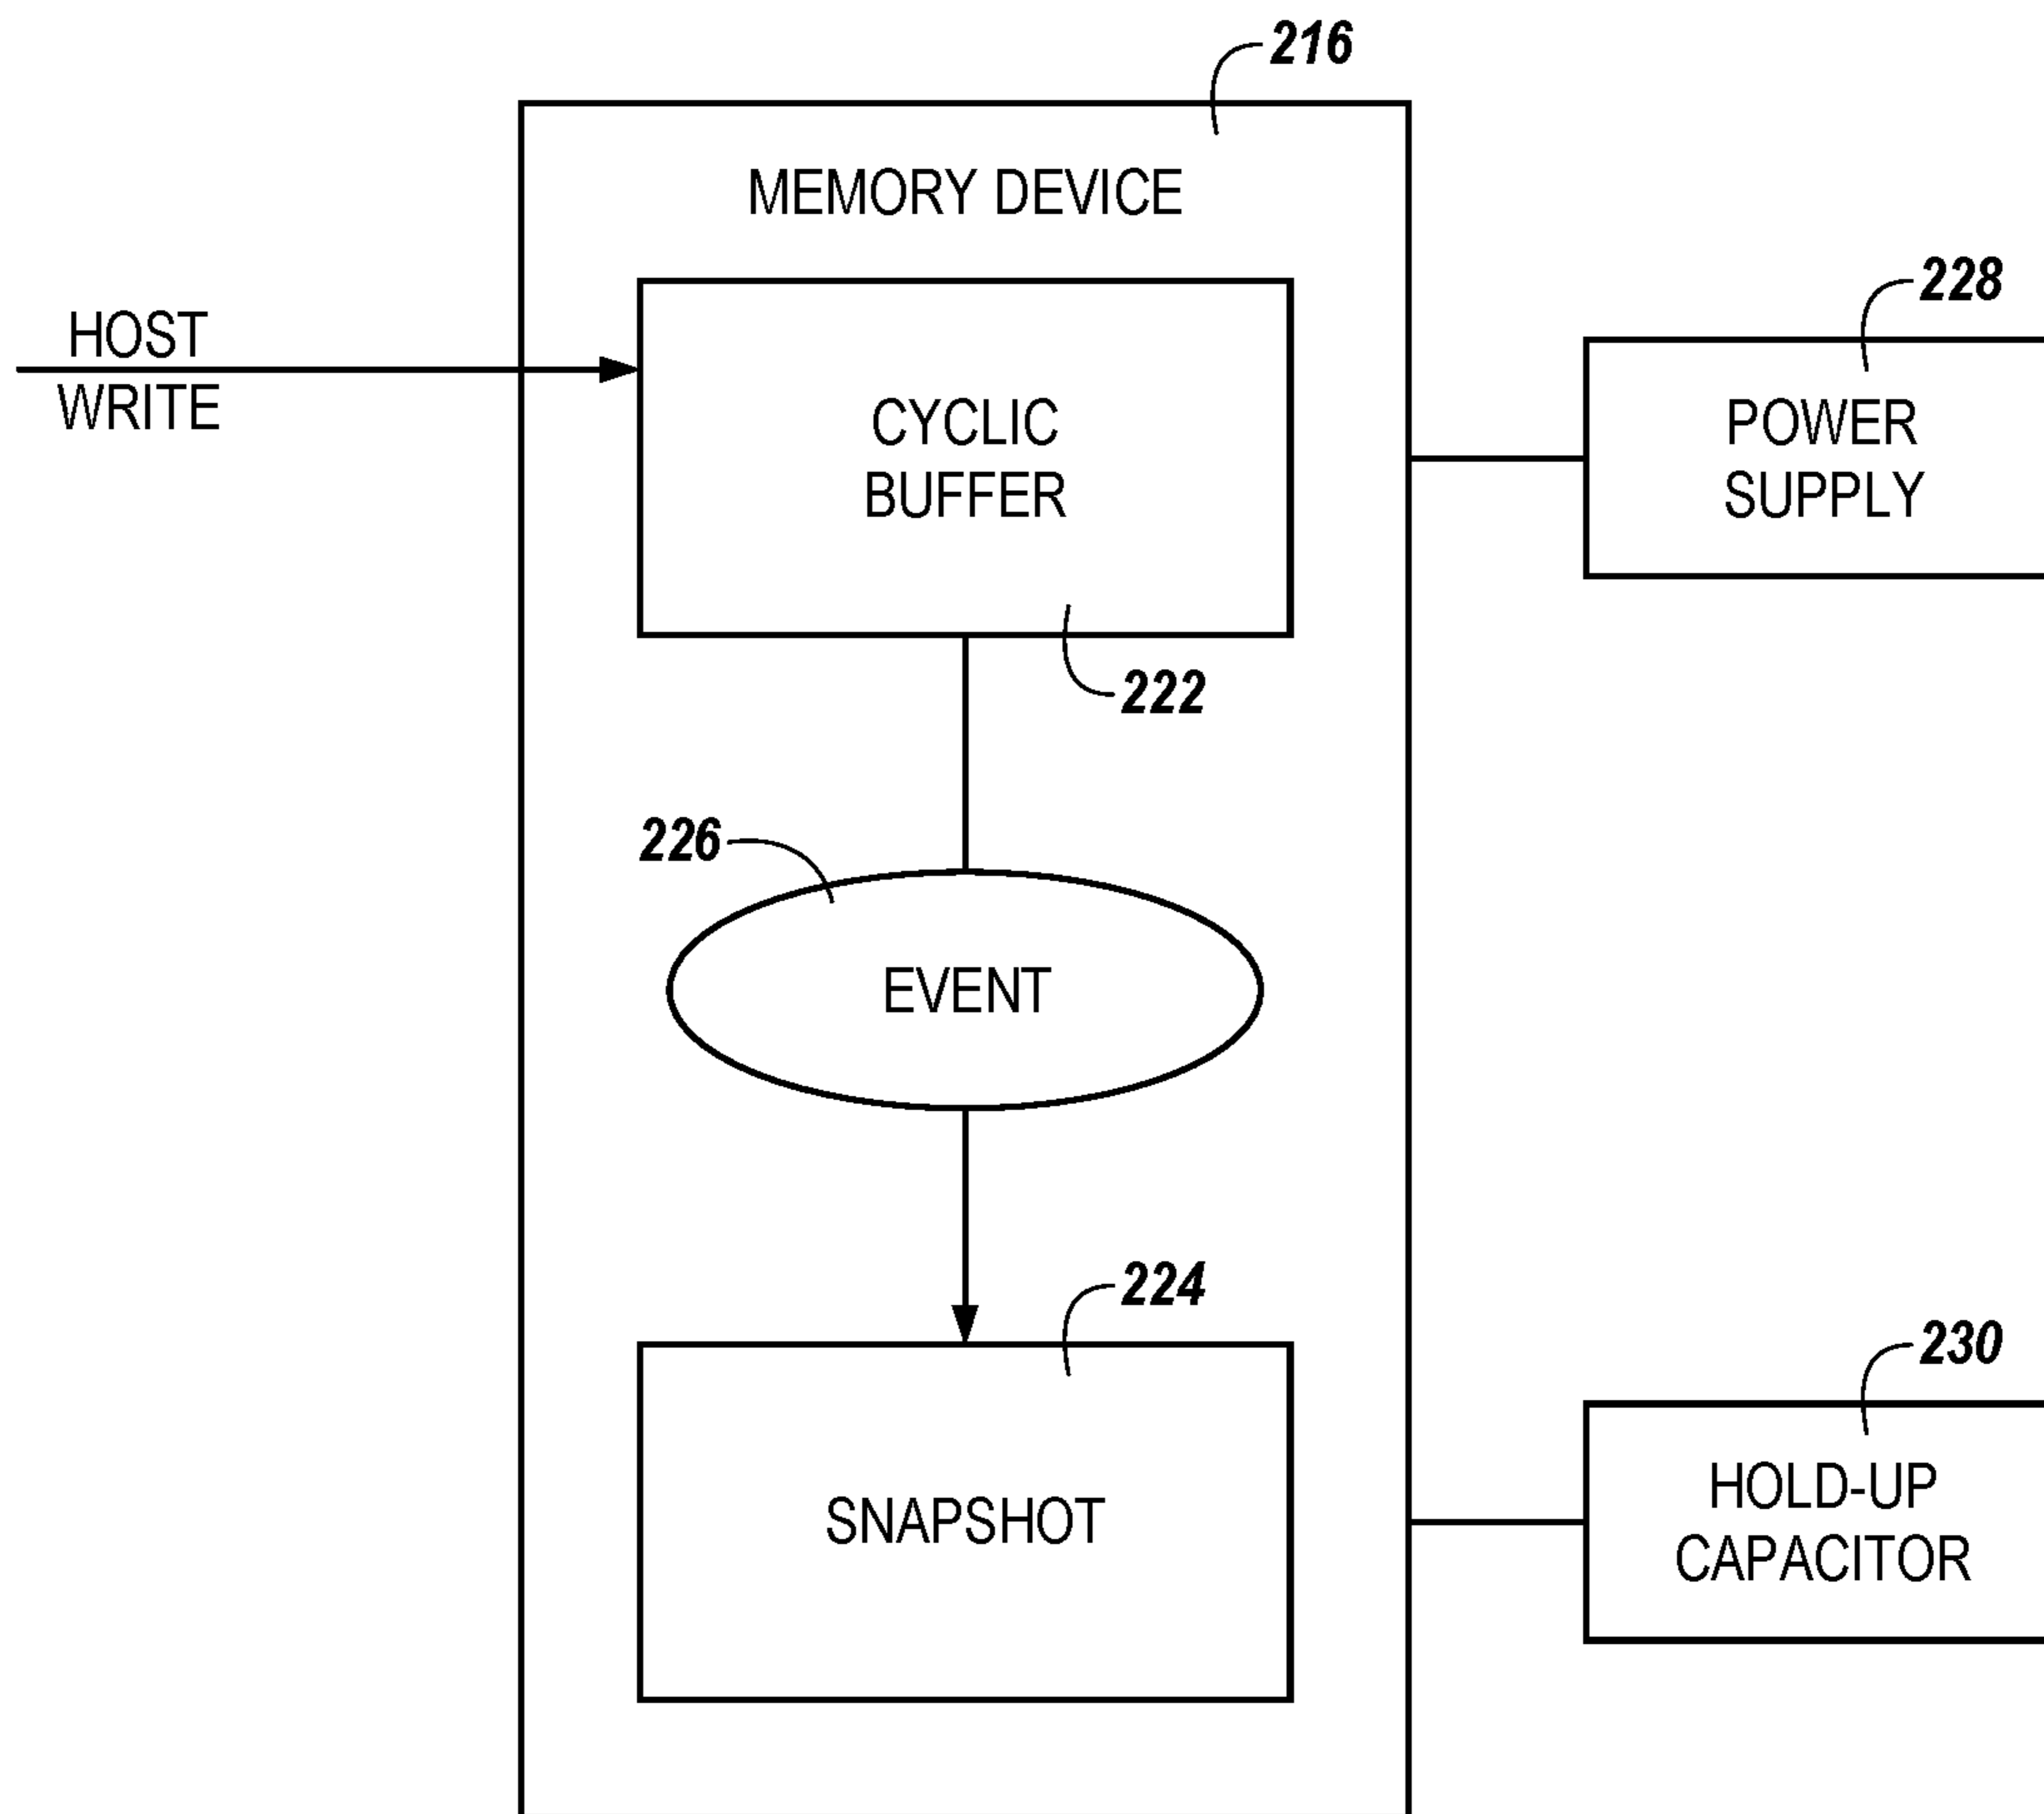 216
MEMORY DEVICE
228
HOST
WRITE
CYCLIC
BUFFER
POWER
SUPPLY
222
226
EVENT
224
230
SNAPSHOT
HOLD-UP
CAPACITOR